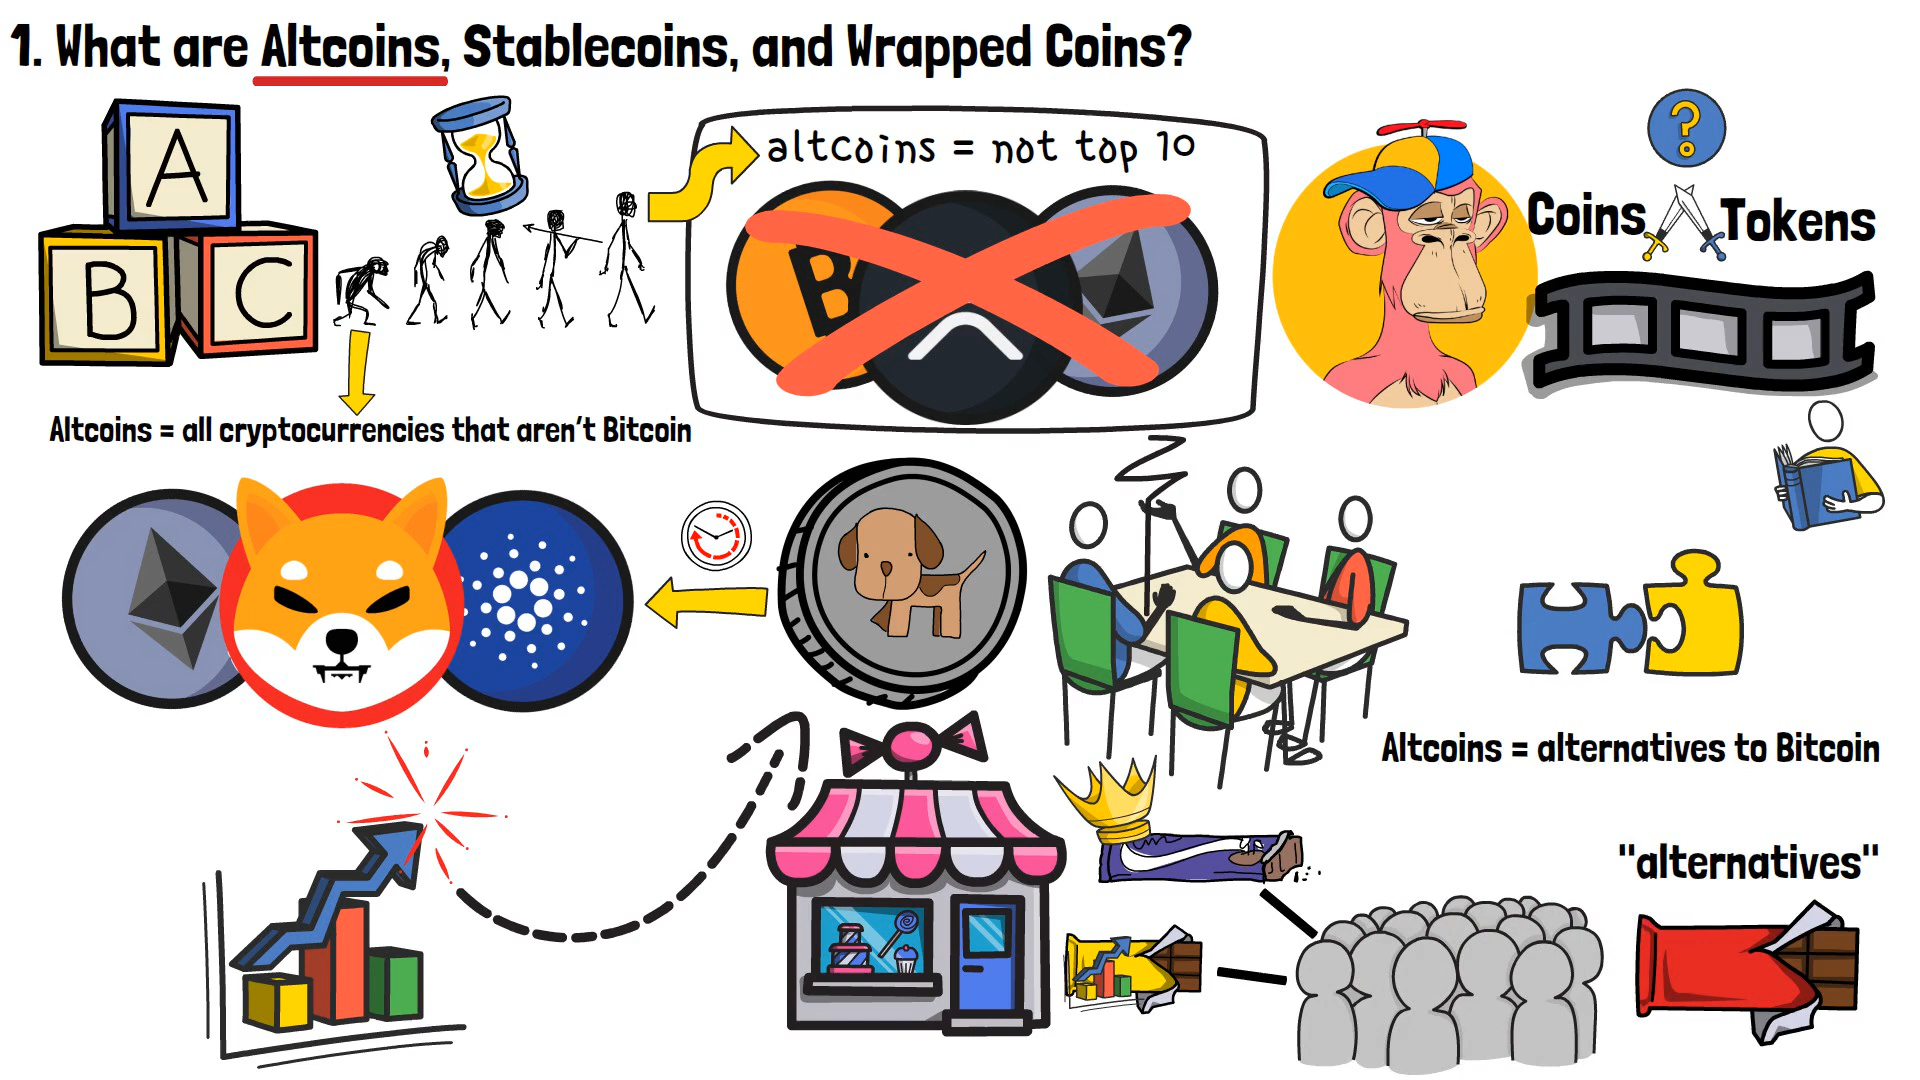 1. What are Altcoins, Stablecoins, and Wrapped Coins?
A
B
C
altcoins = not top 10
B
?
Coins
Tokens
Altcoins = all cryptocurrencies that aren't Bitcoin
Altcoins = alternatives to Bitcoin
"alternatives"